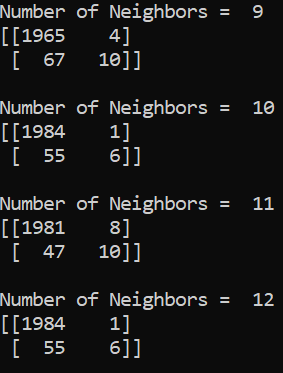 Number of Neighbors =  9
[[1965    4]
 [  67   10]]
Number of Neighbors =  10
[[1984    1]
 [  55    6]]
Number of Neighbors =  11
[[1981    8]
 [  47   10]]
Number of Neighbors =  12
[[1984    1]
 [  55    6]]